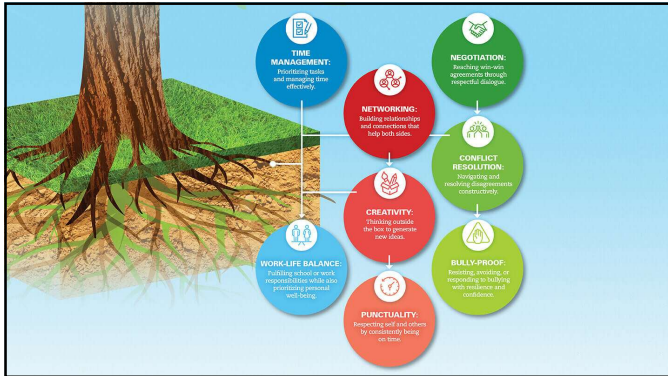 TIME
MANAGEMENT:
Prioritizing tasks
and managing time
effectively.
WORK-LIFE BALANCE:
Fulfilling school or work
responsibilities while also
prioritizing personal
well-being.
NETWORKING:
Building relationships
and connections that
help both sides.
CREATIVITY:
Thinking outside
the box to generate
new ideas.
PUNCTUALITY:
Respecting self and others
by consistently being
on time.
NEGOTIATION:
Reaching win-win
agreements through
respectful dialogue.
CONFLICT
RESOLUTION:
Navigating and
resolving disagreements
constructively.
BULLY-PROOF:
Resisting, avoiding, or
responding to bullying
with resilience and
confidence.